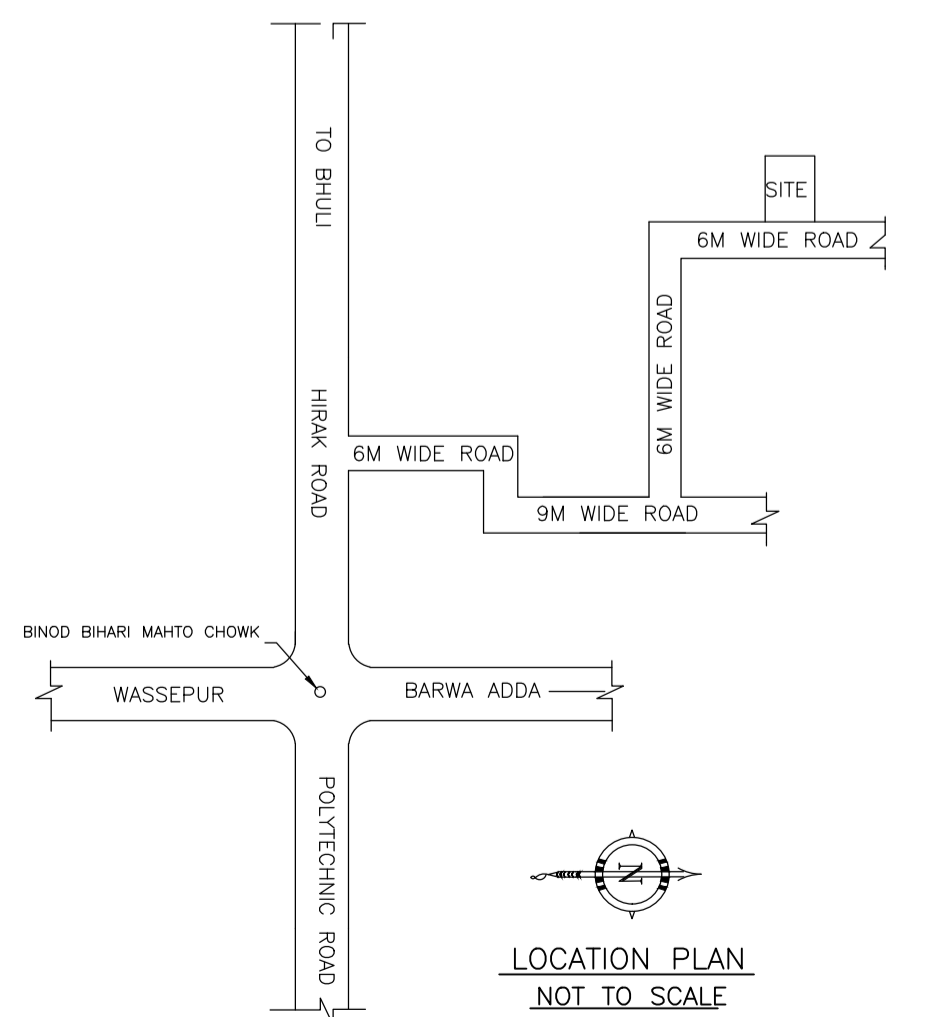 TO BHULI
SITE
6M WIDE ROAD
6M WIDE ROAD
HIRAK ROAD
6M WIDE ROAD
9M WIDE ROAD
BINOD BIHARI MAHTO CHOWK
WASSEPUR
BARWA ADDA
POLYTECHNIC ROAD
N
LOCATION PLAN
NOT TO SCALE